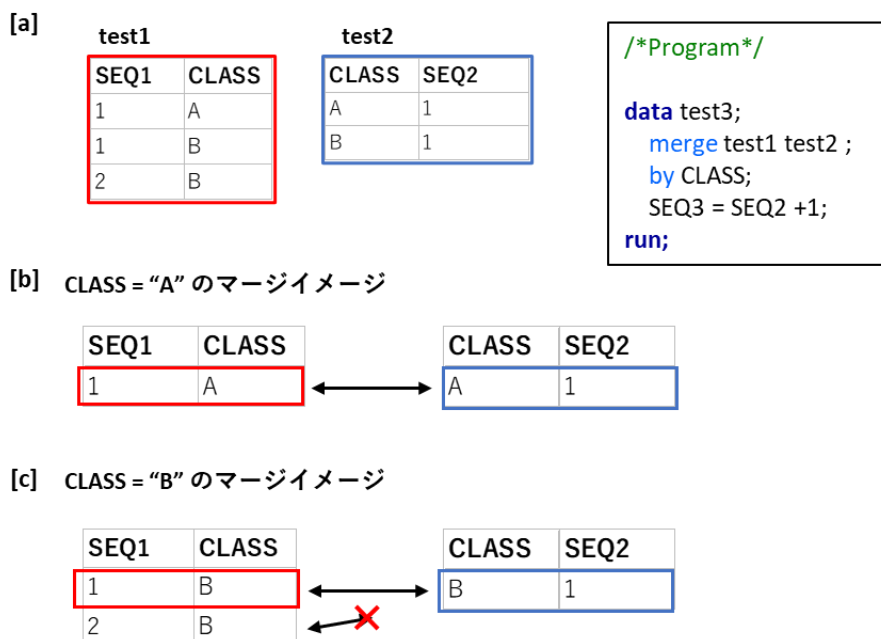 [a]
test1
SEQ1 CLASS
1 A
1 B
2 B
test2
CLASS SEQ2
A 1
B 1
/*Program*/
data test3;
merge test1 test2 ;
by CLASS;
SEQ3 = SEQ2 +1;
run;
[b] CLASS = “A” のマージイメージ
SEQ1 CLASS
1 A
CLASS SEQ2
A 1
[c] CLASS = “B” のマージイメージ
SEQ1 CLASS
1 B
2 B
CLASS SEQ2
B 1